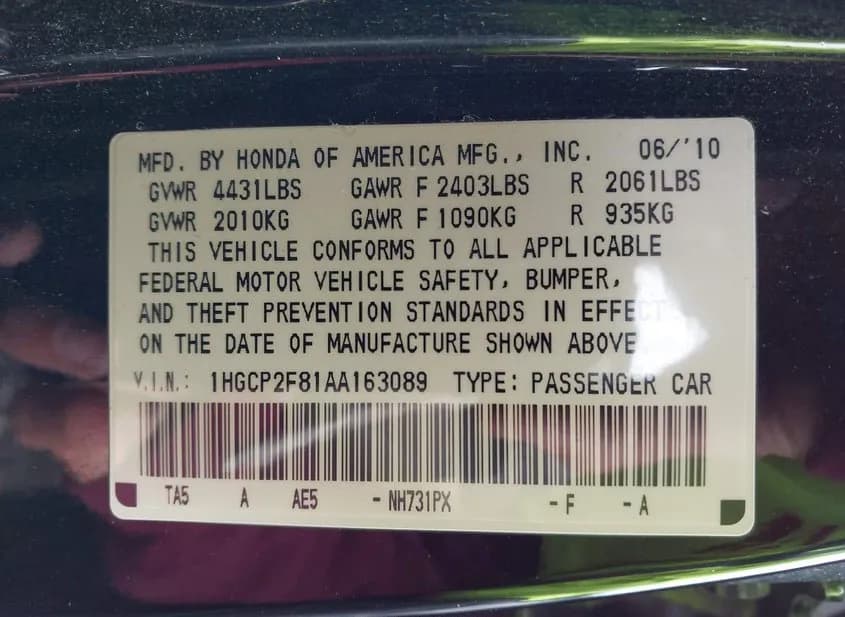 MFD. BY HONDA OF AMERICA MFG., INC. 06/'10
GVWR 4431LBS GAWR F 2403LBS R 2061LBS
GVWR 2010KG GAWR F 1090KG R 935KG
THIS VEHICLE CONFORMS TO ALL APPLICABLE
FEDERAL MOTOR VEHICLE SAFETY, BUMPER,
AND THEFT PREVENTION STANDARDS IN EFFECT
ON THE DATE OF MANUFACTURE SHOWN ABOVE.
V.I.N.: 1HGCP2F81AA163089 TYPE: PASSENGER CAR
TA5 A AE5 - NH731PX - F - A